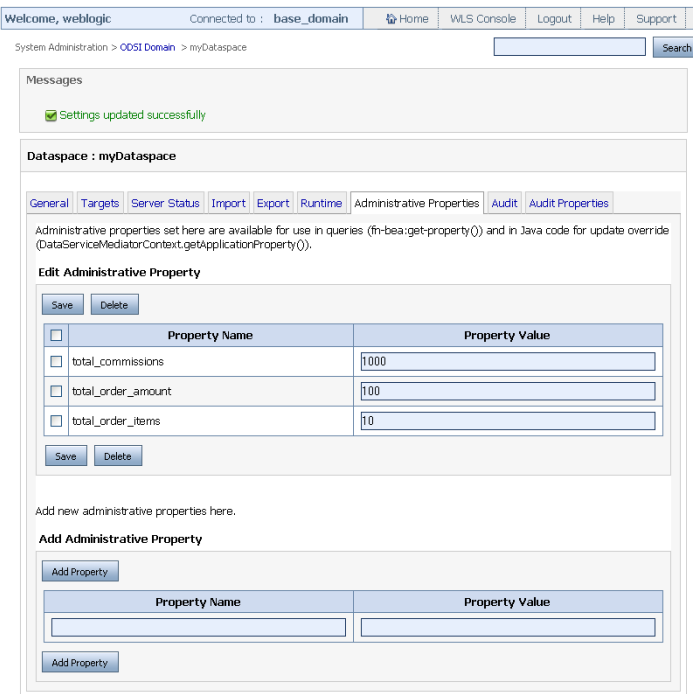 Welcome, weblogic Connected to : base_domain Home WLS Console Logout Help Support
System Administration > ODSI Domain > myDataspace Search
Messages
Settings updated successfully
Dataspace : myDataspace
General Targets Server Status Import Export Runtime Administrative Properties Audit Audit Properties
Administrative properties set here are available for use in queries (fn-bea:get-property()) and in Java code for update override
(DataServiceMediatorContext.getApplicationProperty()).
Edit Administrative Property
Save Delete
Property Name Property Value
total_commissions 1000
total_order_amount 100
total_order_items 10
Save Delete
Add new administrative properties here.
Add Administrative Property
Add Property
Property Name Property Value
Add Property